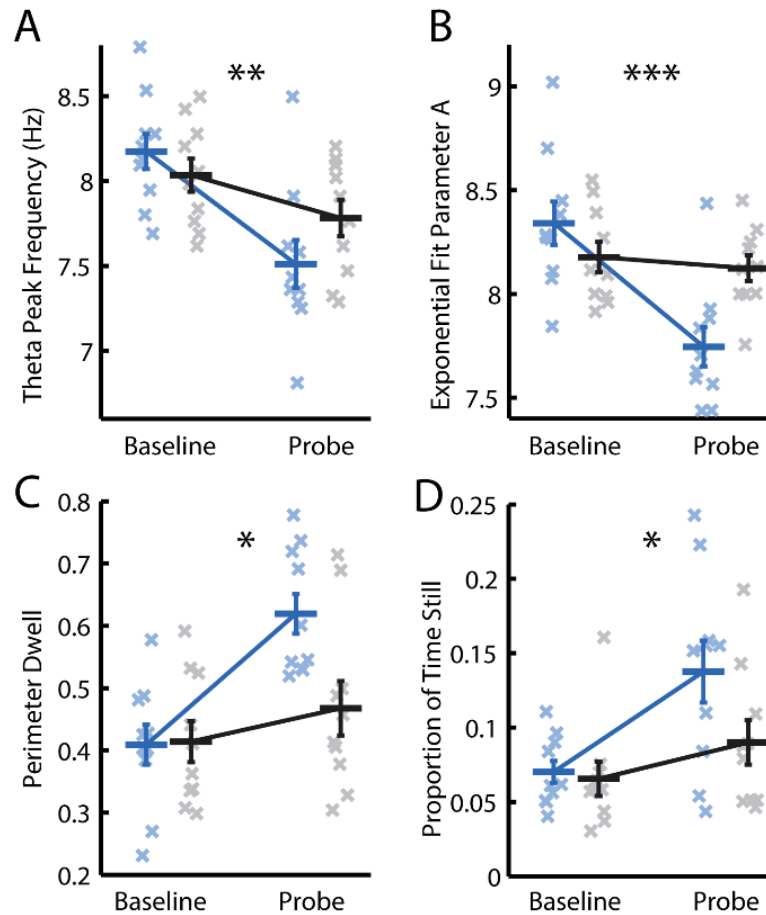 A
Theta Peak Frequency (Hz)
8.5
8
7.5
7
**
Baseline
Probe
B
Exponential Fit Parameter A
9
8.5
8
7.5
***
Baseline
Probe
C
Perimeter Dwell
0.8
0.7
0.6
0.5
0.4
0.3
0.2
*
Baseline
Probe
D
Proportion of Time Still
0.25
0.2
0.15
0.1
0.05
0
*
Baseline
Probe